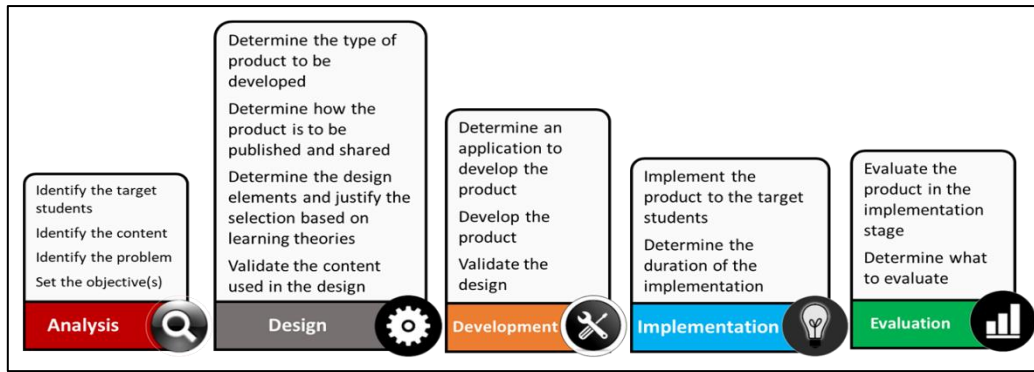 Identify the target
students
Identify the content
Identify the problem
Set the objective(s)
Analysis
Determine the type of
product to be
developed
Determine how the
product is to be
published and shared
Determine the design
elements and justify the
selection based on
learning theories
Validate the content
used in the design
Design
Determine an
application to
develop the
product
Develop the
product
Validate the
design
Development
Implement the
product to the target
students
Determine the
duration of the
implementation
Implementation
Evaluate the
product in the
implementation
stage
Determine what
to evaluate
Evaluation